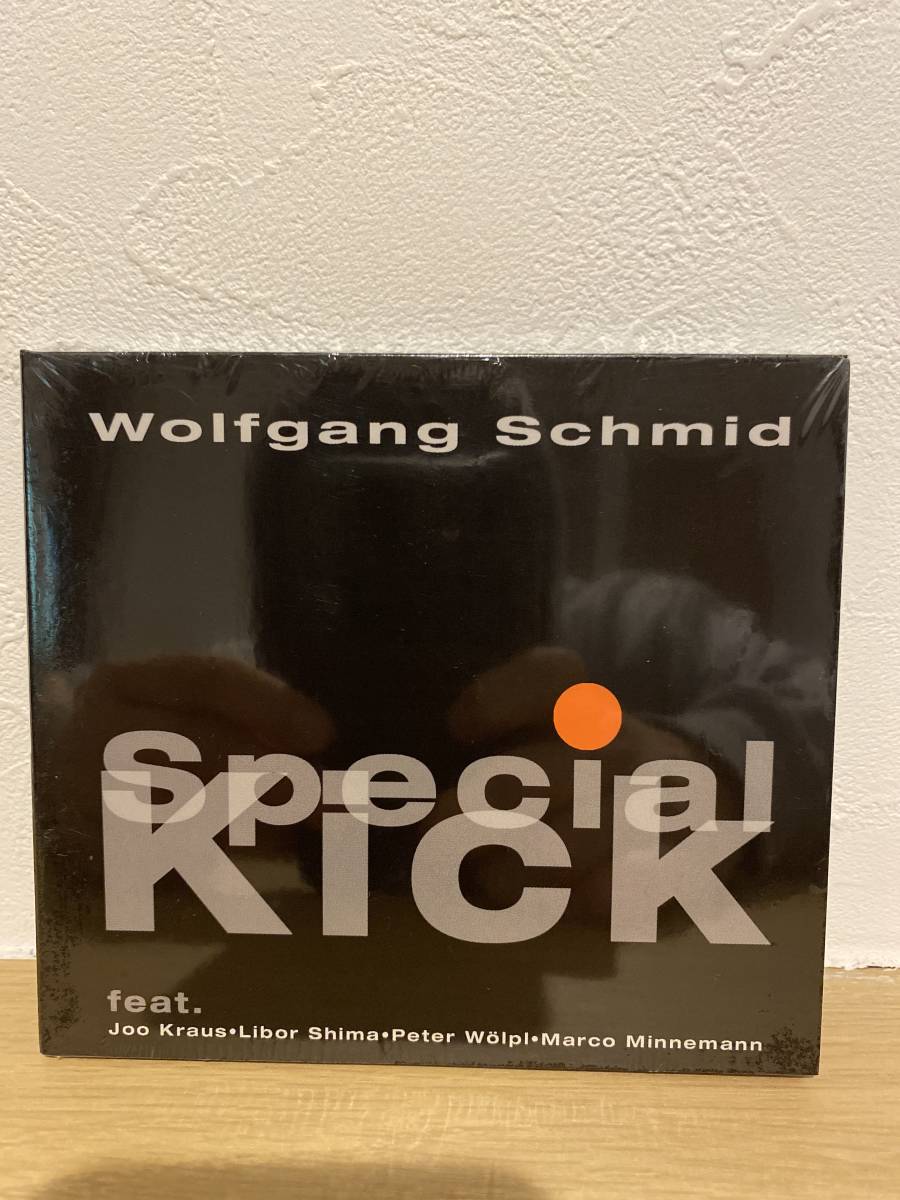 Wolfgang Schmid
Special
Kick
feat.
Joo Kraus•Libor Shima•Peter Wölpl•Marco Minnemann